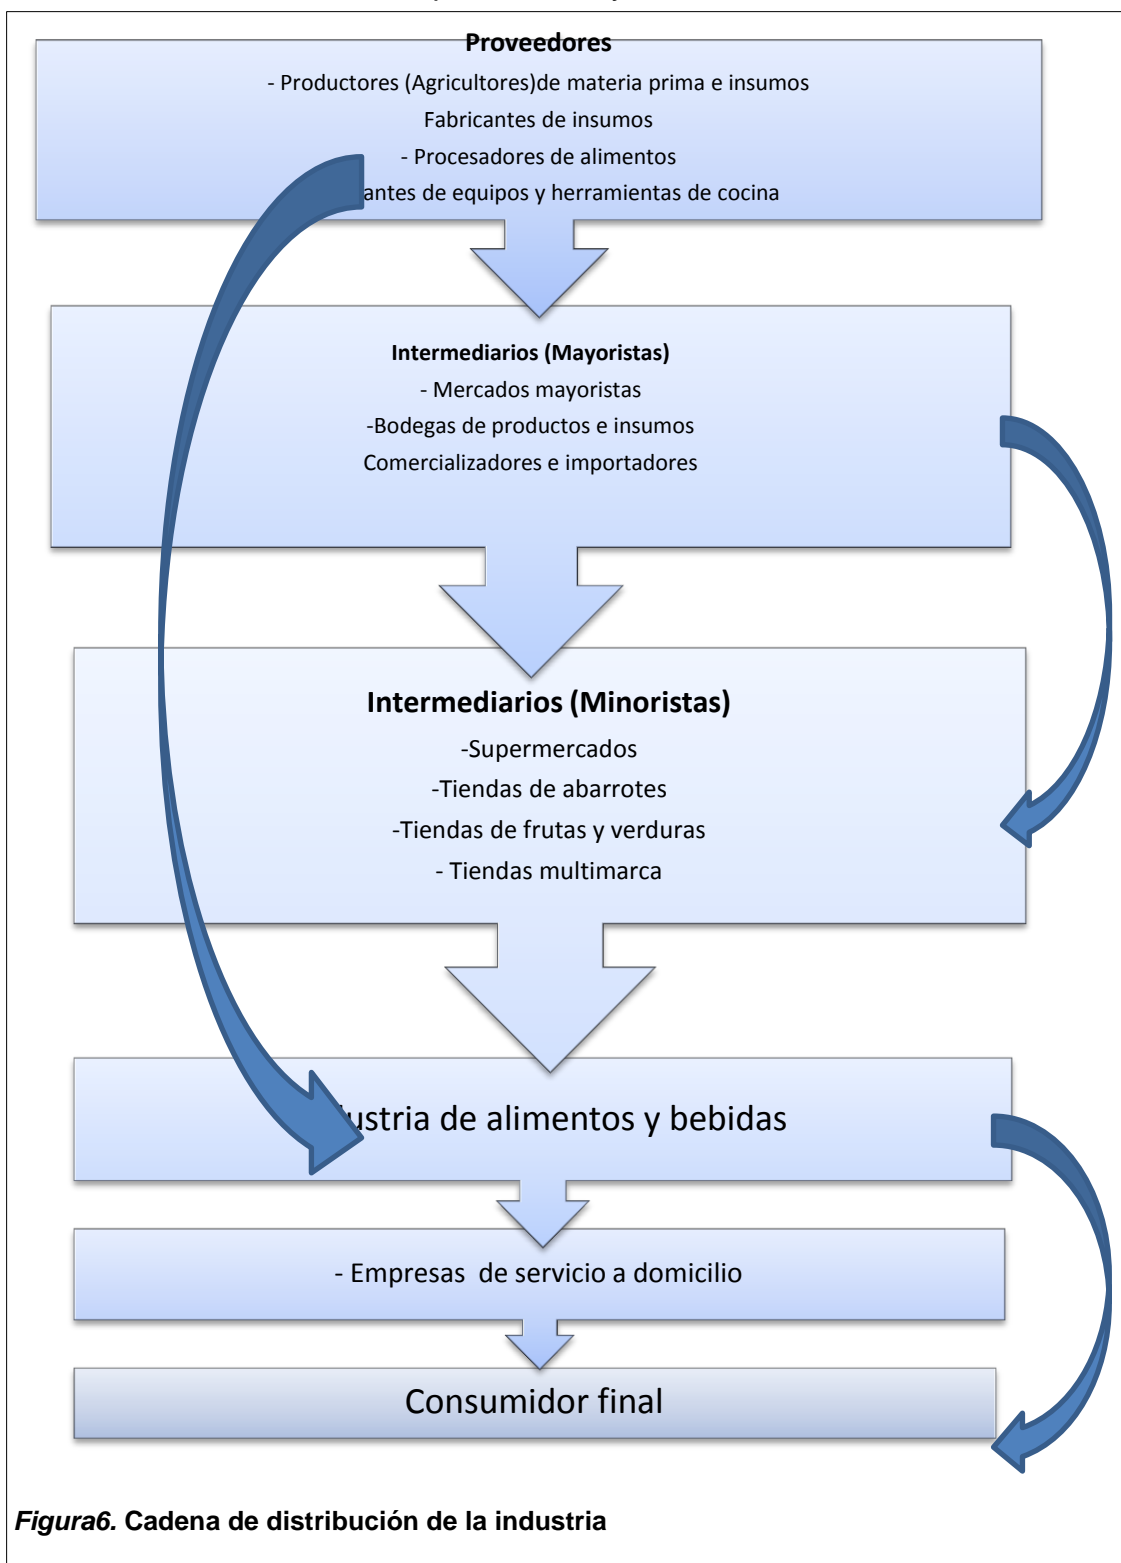 Proveedores
- Productores (Agricultores)de materia prima e insumos
Fabricantes de insumos
- Procesadores de alimentos
antes de equipos y herramientas de cocina
Intermediarios (Mayoristas)
- Mercados mayoristas
-Bodegas de productos e insumos
Comercializadores e importadores
Intermediarios (Minoristas)
-Supermercados
-Tiendas de abarrotes
-Tiendas de frutas y verduras
- Tiendas multimarca
ustria de alimentos y bebidas
- Empresas de servicio a domicilio
Consumidor final
Figura6. Cadena de distribución de la industria